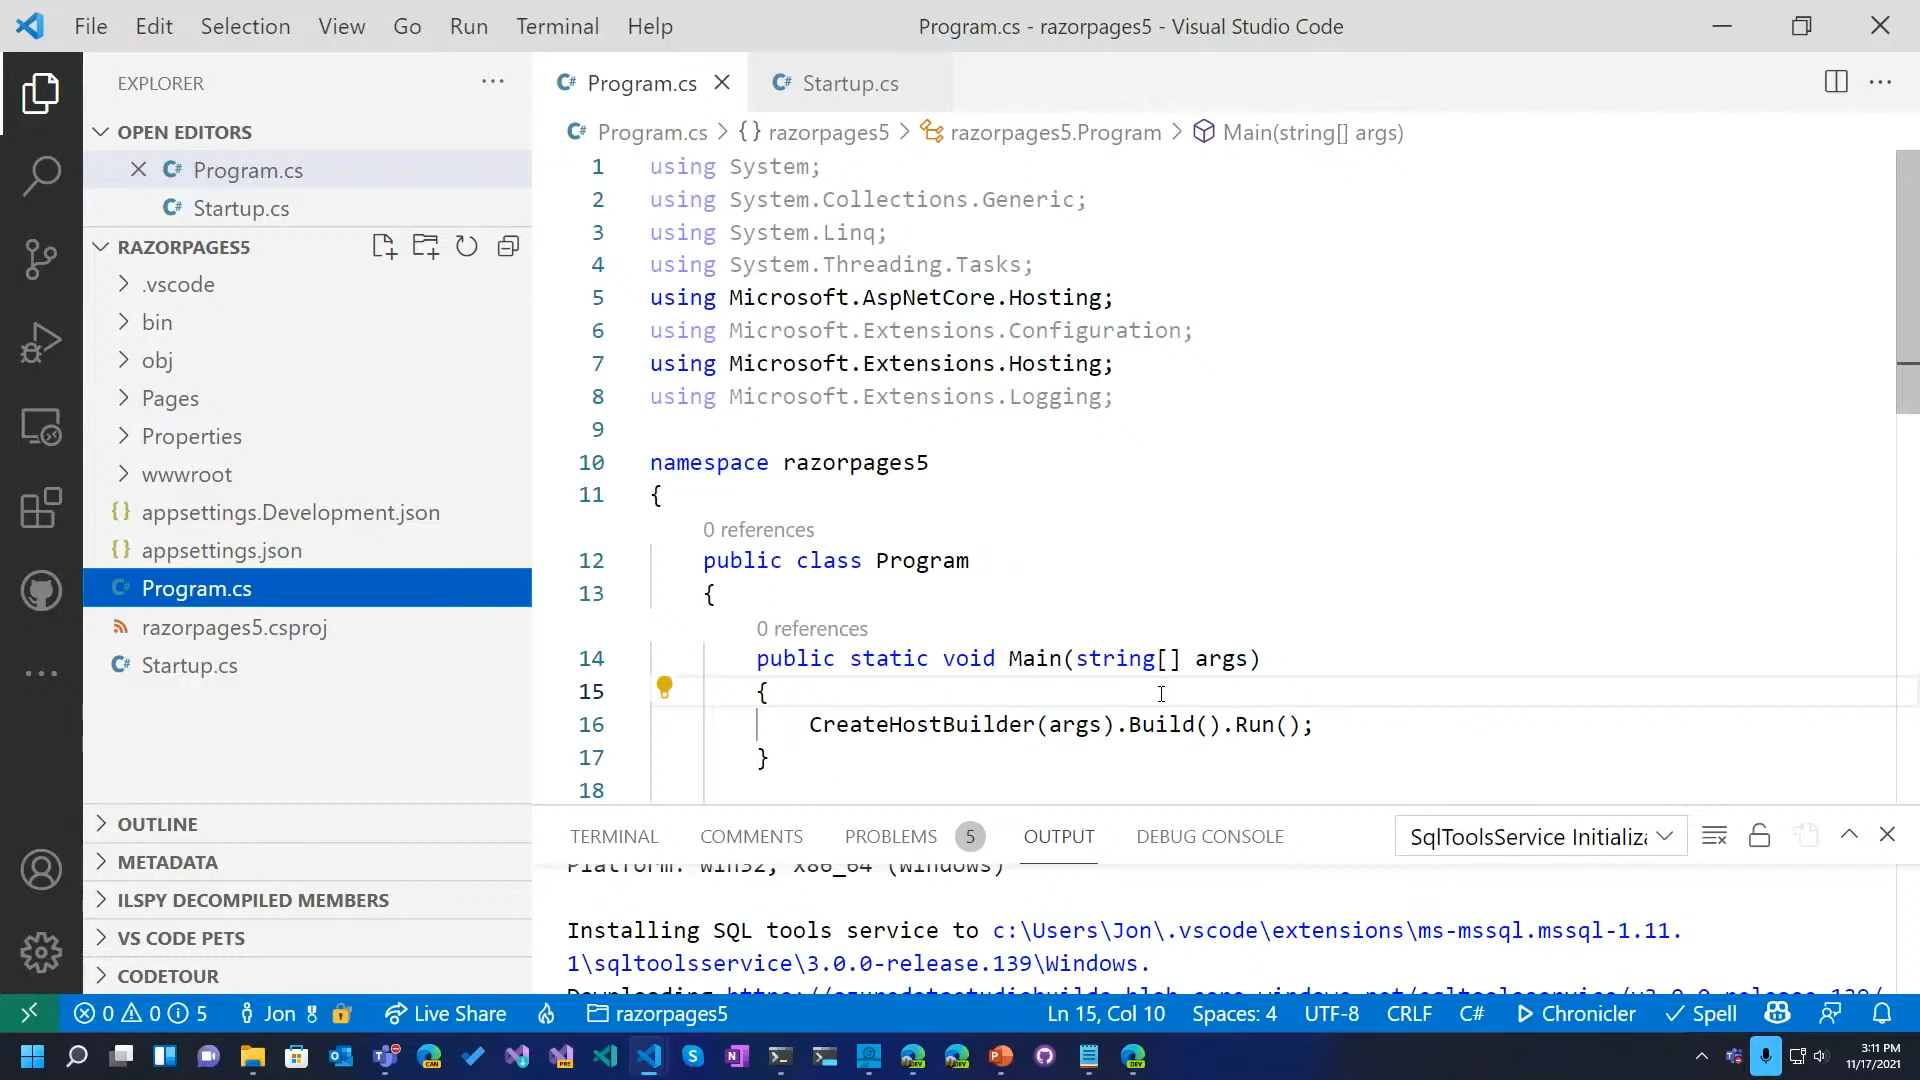 File Edit Selection View Go Run Terminal Help
Program.cs - razorpages5 - Visual Studio Code
EXPLORER
OPEN EDITORS
Program.cs
Startup.cs
RAZORPAGES5
.vscode
bin
obj
Pages
Properties
wwwroot
appsettings.Development.json
appsettings.json
Program.cs
razorpages5.csproj
Startup.cs
OUTLINE
METADATA
ILSPY DECOMPILED MEMBERS
VS CODE PETS
CODETOUR
Program.cs Startup.cs
Program.cs > {} razorpages5 > razorpages5.Program > Main(string[] args)
1 using System;
2 using System.Collections.Generic;
3 using System.Linq;
4 using System.Threading.Tasks;
5 using Microsoft.AspNetCore.Hosting;
6 using Microsoft.Extensions.Configuration;
7 using Microsoft.Extensions.Hosting;
8 using Microsoft.Extensions.Logging;
9
10 namespace razorpages5
11 {
0 references
12 public class Program
13 {
0 references
14 public static void Main(string[] args)
15 {
16 CreateHostBuilder(args).Build().Run();
17 }
18
TERMINAL COMMENTS PROBLEMS 5 OUTPUT DEBUG CONSOLE
SqlToolsService Initializa
Platform: win32, x86_64 (Windows)
Installing SQL tools service to c:\Users\Jon\.vscode\extensions\ms-mssql.mssql-1.11.
1\sqltoolsservice\3.0.0-release.139\Windows.
0 0 5 Jon Live Share razorpages5 Ln 15, Col 10 Spaces: 4 UTF-8 CRLF C# Chronicler Spell
3:11 PM
11/17/2021